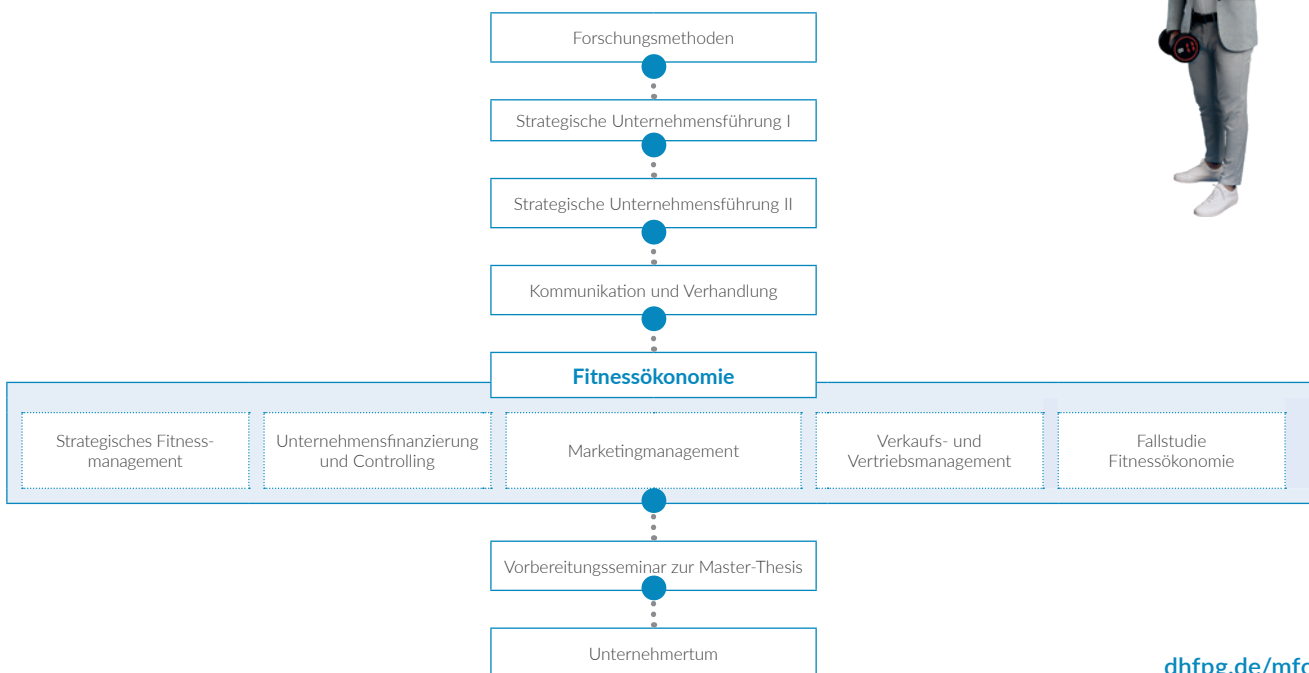 Forschungsmethoden
Strategische Unternehmensführung I
Strategische Unternehmensführung II
Kommunikation und Verhandlung
Fitnessökonomie
Strategisches Fitness-
management
Unternehmensfinanzierung
und Controlling
Marketingmanagement
Verkaufs- und
Vertriebsmanagement
Fallstudie
Fitnessökonomie
Vorbereitungsseminar zur Master-Thesis
Unternehmertum